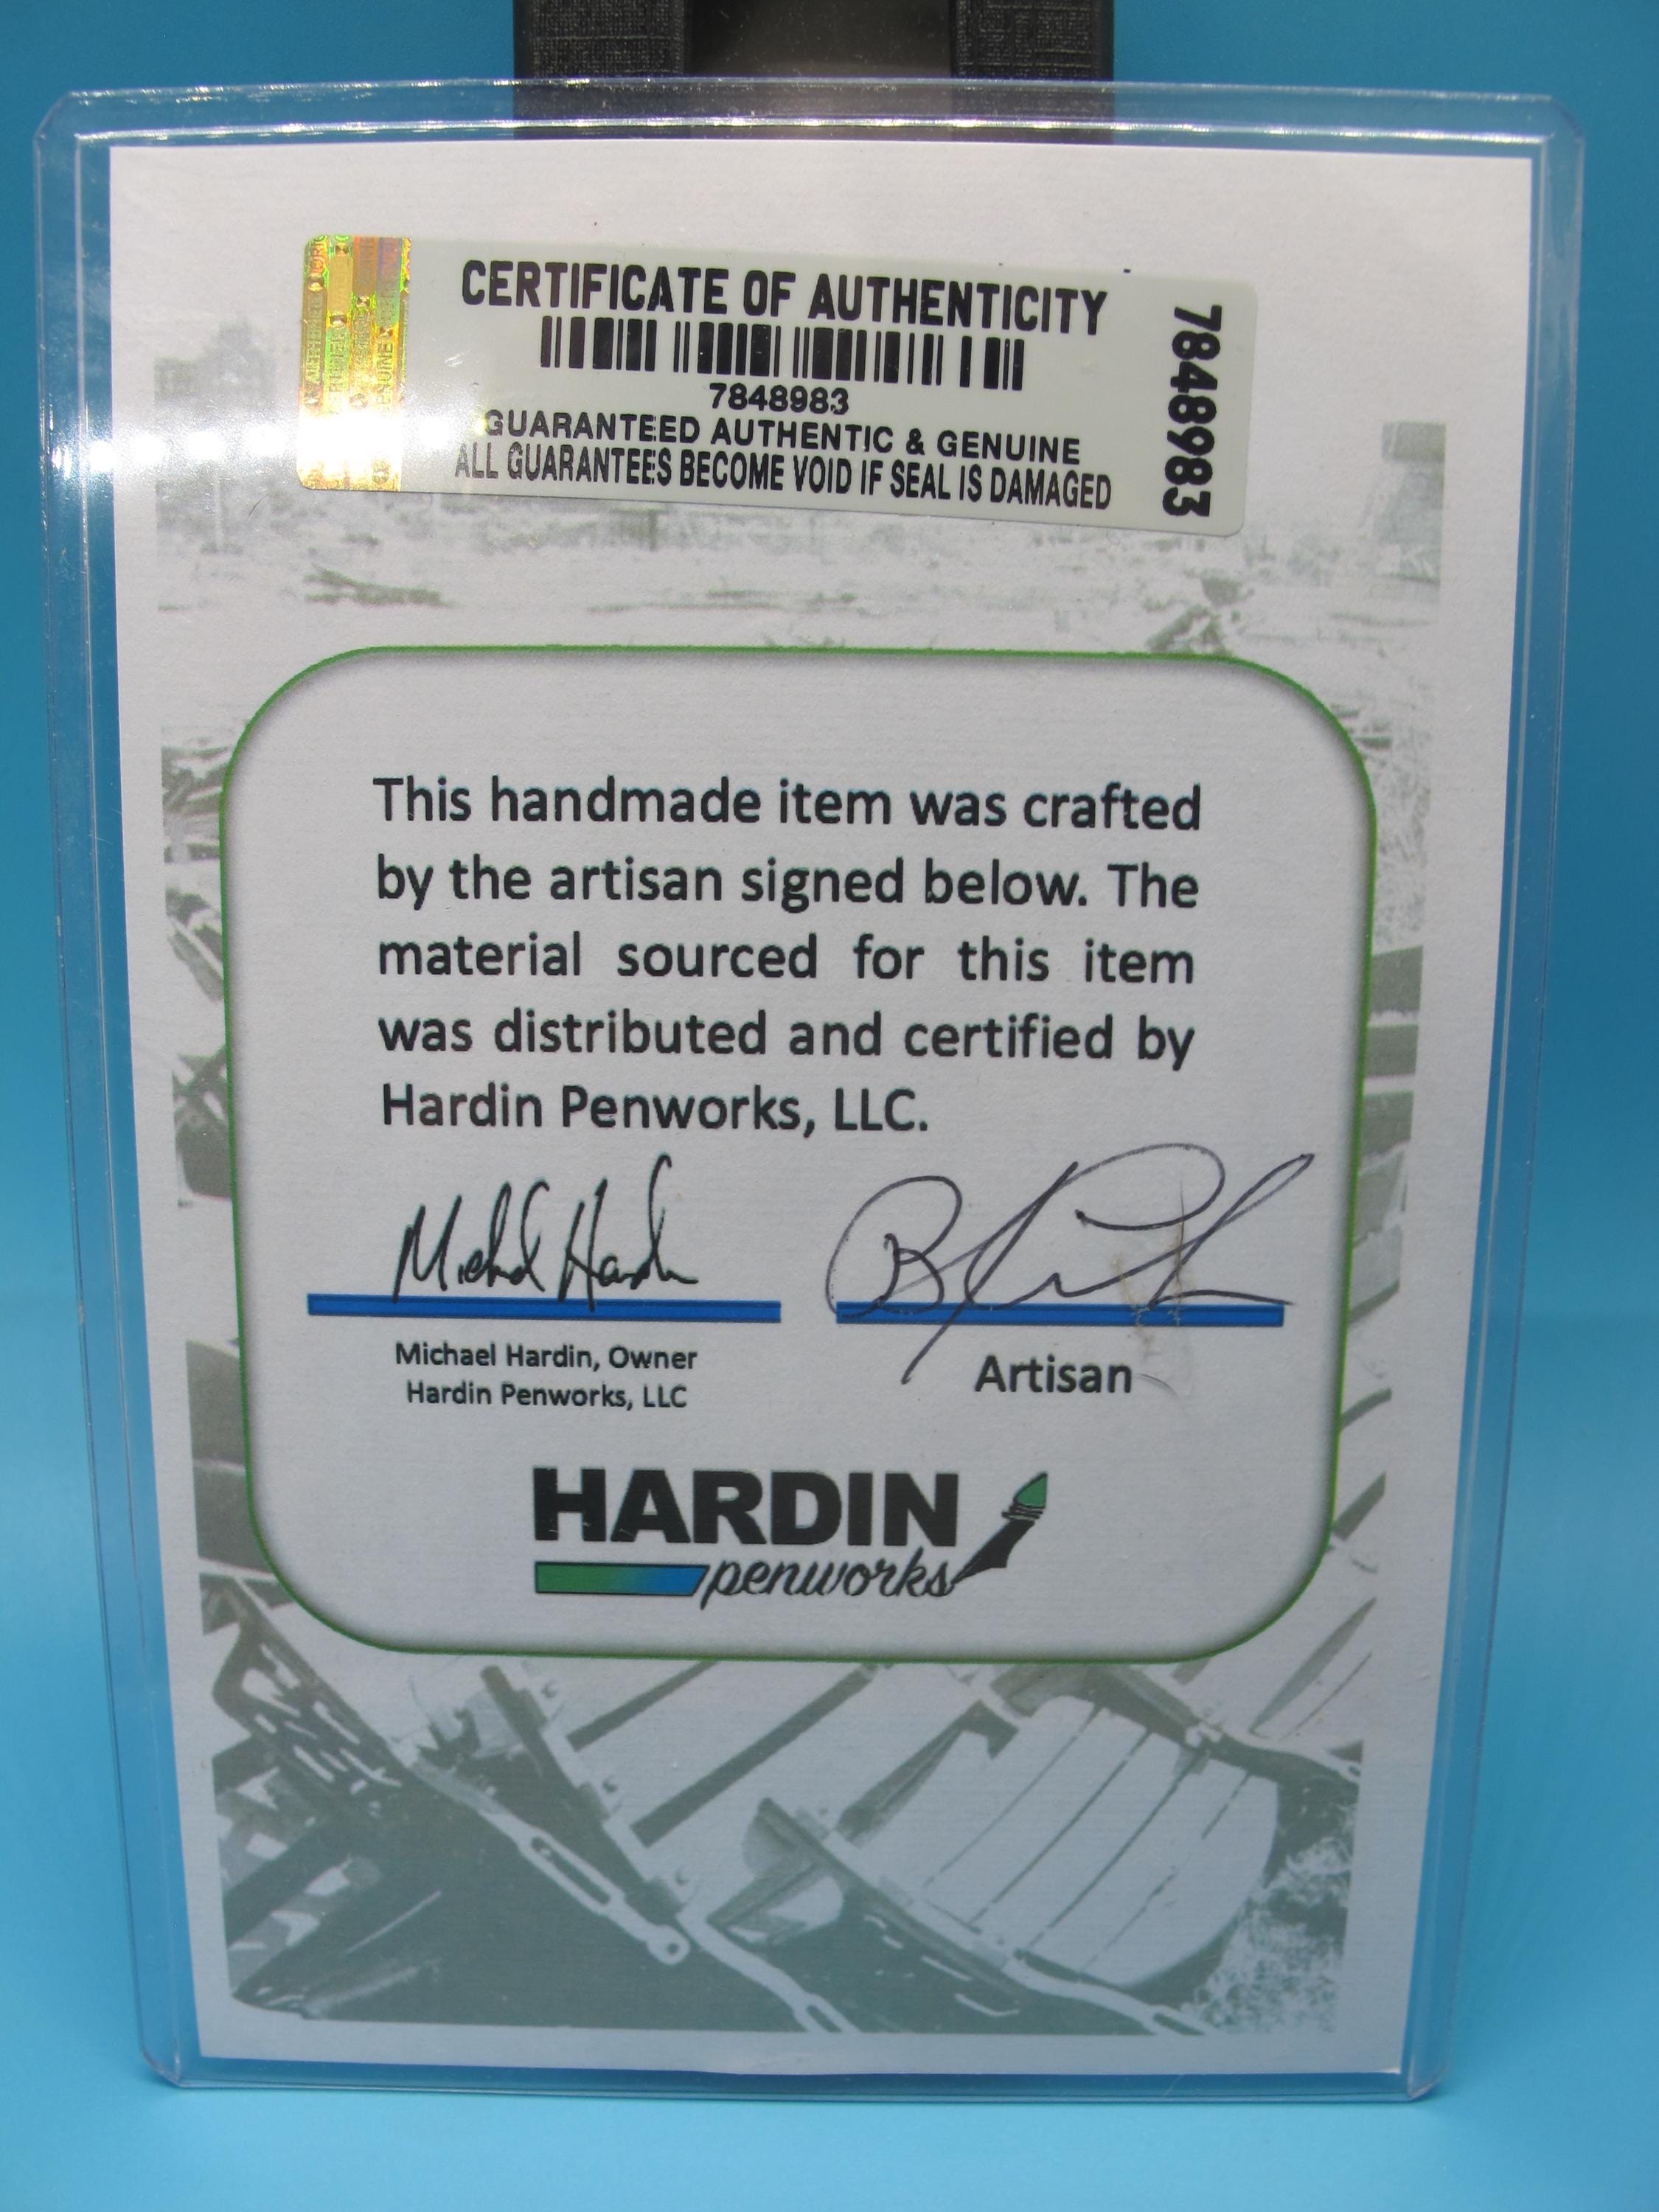 CERTIFICATE OF AUTHENTICITY
7848983
GUARANTEED AUTHENTIC & GENUINE
ALL GUARANTEES BECOME VOID IF SEAL IS DAMAGED
7848983
This handmade item was crafted
by the artisan signed below. The
material sourced for this item
was distributed and certified by
Hardin Penworks, LLC.
Michael Hardin
Michael Hardin, Owner
Hardin Penworks, LLC
Artisan
HARDIN
penworks